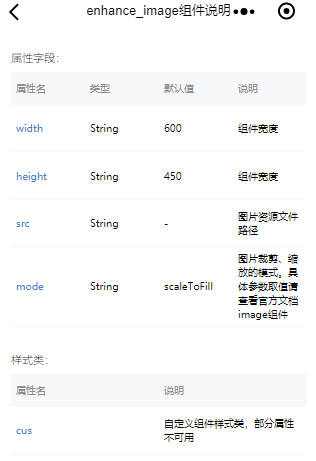 enhance_image组件说明
属性字段：
属性名 类型 默认值 说明
width String 600 组件宽度
height String 450 组件宽度
src String - 图片资源文件
路径
mode String scaleToFill 图片裁剪、缩
放的模式。具
体参数取值请
查看官方文档
image组件
样式类：
属性名 说明
cus 自定义组件样式类，部分属性
不可用